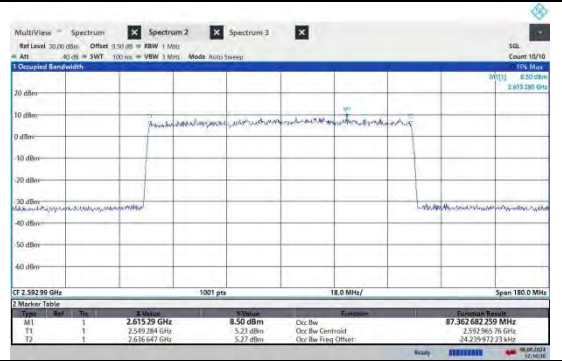 MultiView Spectrum Spectrum 2 Spectrum 3
Ref Level 30.00 dBm Offset 9.50 dB RBW 1 MHz SGL
Att 40 dB SWT 100 ms VBW 3 MHz Mode Auto Sweep Count 10/10
1 Occupied Bandwidth 1Pk Max
M1[1] 8.50 dBm
2.615 290 GHz
20 dBm
M1
10 dBm
0 dBm
-10 dBm
-20 dBm
-30 dBm
-40 dBm
-50 dBm
-60 dBm
CF 2.592 99 GHz 1001 pts 18.0 MHz/ Span 180.0 MHz
2 Marker Table
Type Ref Trc X-Value Y-Value Function Function Result
M1 1 2.615 29 GHz 8.50 dBm Occ Bw 87.362 682 259 MHz
T1 1 2.549 284 GHz 5.23 dBm Occ Bw Centroid 2.592 965 76 GHz
T2 1 2.636 647 GHz 5.27 dBm Occ Bw Freq Offset -24.239 972 23 kHz
Ready